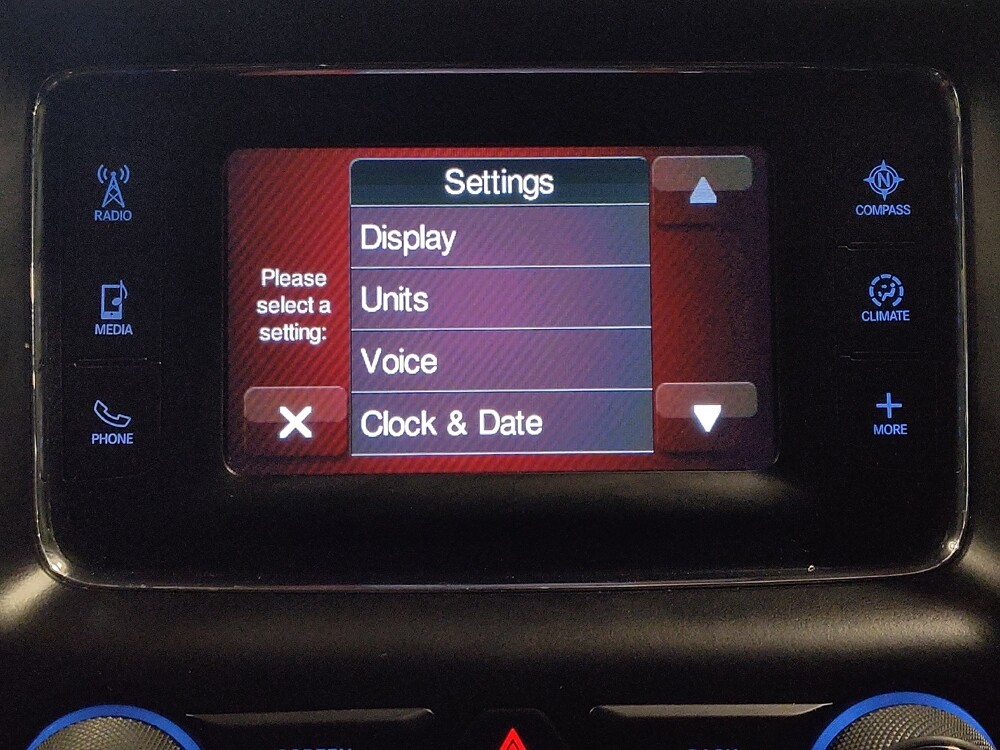 RADIO
MEDIA
PHONE
Settings
Display
Units
Voice
Clock & Date
Please
select a
setting:
N
COMPASS
CLIMATE
MORE